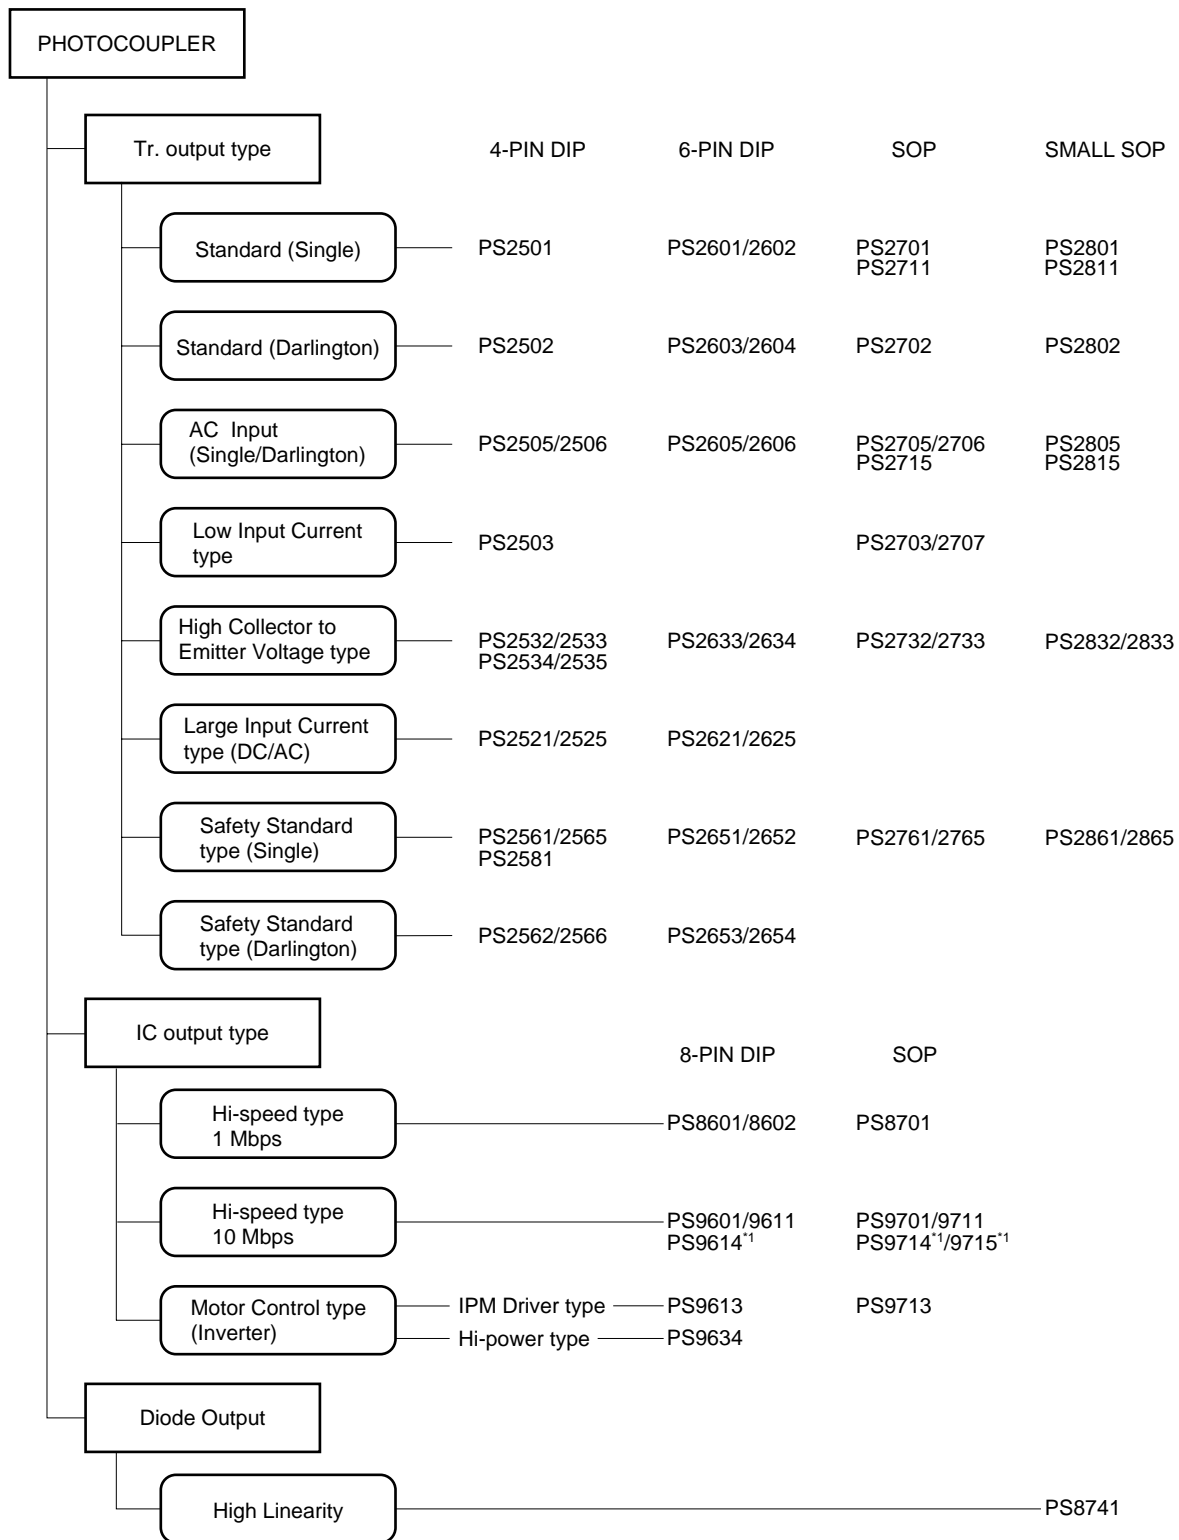 PHOTOCOUPLER
Tr. output type 4-PIN DIP 6-PIN DIP SOP SMALL SOP
Standard (Single) PS2501 PS2601/2602 PS2701 PS2801
PS2711 PS2811
Standard (Darlington) PS2502 PS2603/2604 PS2702 PS2802
AC Input
(Single/Darlington) PS2505/2506 PS2605/2606 PS2705/2706 PS2805
PS2715 PS2815
Low Input Current
type PS2503 PS2703/2707
High Collector to
Emitter Voltage type PS2532/2533 PS2633/2634 PS2732/2733 PS2832/2833
PS2534/2535
Large Input Current
type (DC/AC) PS2521/2525 PS2621/2625
Safety Standard
type (Single) PS2561/2565 PS2651/2652 PS2761/2765 PS2861/2865
PS2581
Safety Standard
type (Darlington) PS2562/2566 PS2653/2654
IC output type
8-PIN DIP SOP
Hi-speed type
1 Mbps PS8601/8602 PS8701
Hi-speed type
10 Mbps PS9601/9611 PS9701/9711
PS9614*1 PS9714*1/9715*1
Motor Control type
(Inverter) IPM Driver type PS9613 PS9713
Hi-power type PS9634
Diode Output
High Linearity PS8741